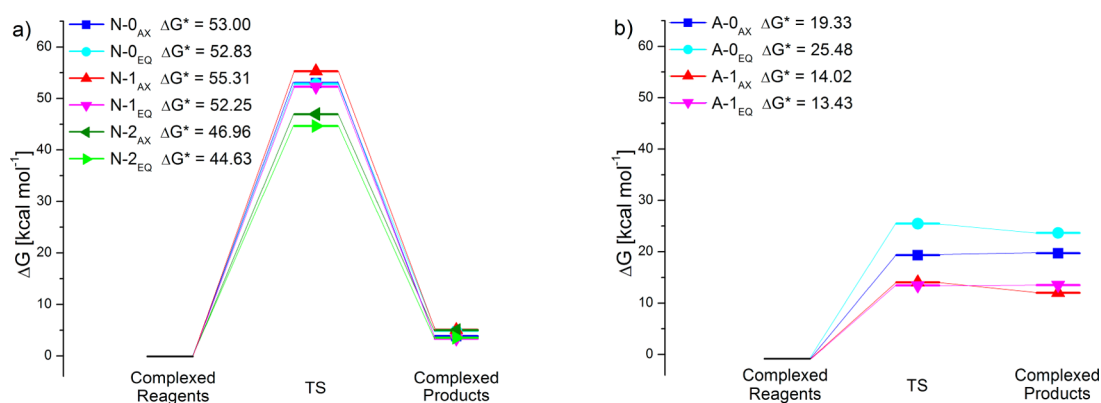 a)
N-0AX ΔG* = 53.00
N-0EQ ΔG* = 52.83
N-1AX ΔG* = 55.31
N-1EQ ΔG* = 52.25
N-2AX ΔG* = 46.96
N-2EQ ΔG* = 44.63
ΔG [kcal mol-1]
60
50
40
30
20
10
0
Complexed
Reagents
TS
Complexed
Products
b)
A-0AX ΔG* = 19.33
A-0EQ ΔG* = 25.48
A-1AX ΔG* = 14.02
A-1EQ ΔG* = 13.43
ΔG [kcal mol-1]
60
50
40
30
20
10
0
Complexed
Reagents
TS
Complexed
Products